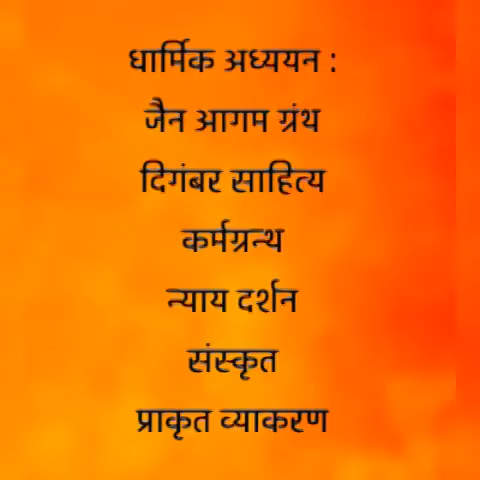 धार्मिक अध्ययन :
जैन आगम ग्रंथ
दिगंबर साहित्य
कर्मग्रन्थ
न्याय दर्शन
संस्कृत
प्राकृत व्याकरण